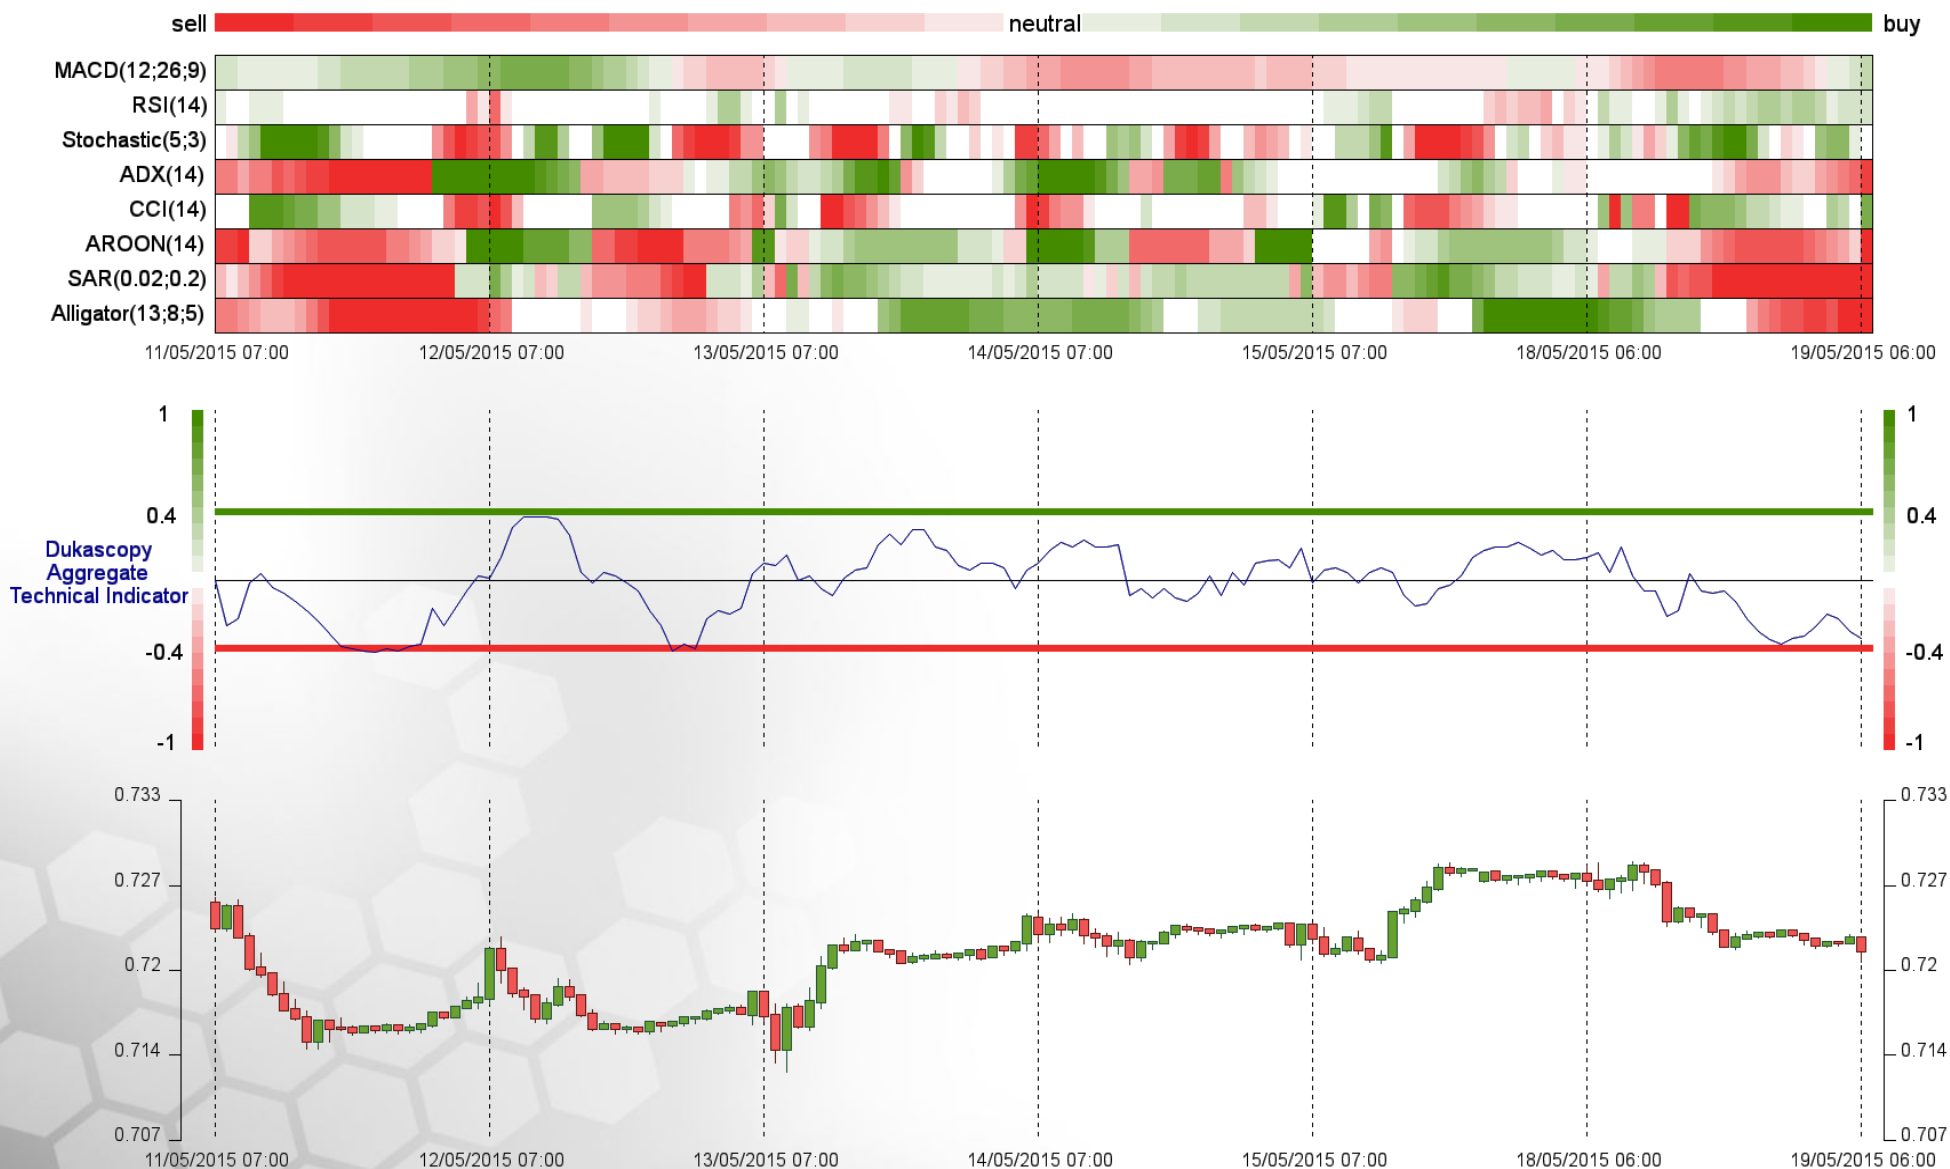 sell neutral buy
MACD(12;26;9)
RSI(14)
Stochastic(5;3)
ADX(14)
CCI(14)
AROON(14)
SAR(0.02;0.2)
Alligator(13;8;5)
11/05/2015 07:00 12/05/2015 07:00 13/05/2015 07:00 14/05/2015 07:00 15/05/2015 07:00 18/05/2015 06:00 19/05/2015 06:00
1 1
0.4 0.4
Dukascopy
Aggregate
Technical Indicator
-0.4 -0.4
-1 -1
0.733 0.733
0.727 0.727
0.72 0.72
0.714 0.714
0.707 0.707
11/05/2015 07:00 12/05/2015 07:00 13/05/2015 07:00 14/05/2015 07:00 15/05/2015 07:00 18/05/2015 06:00 19/05/2015 06:00